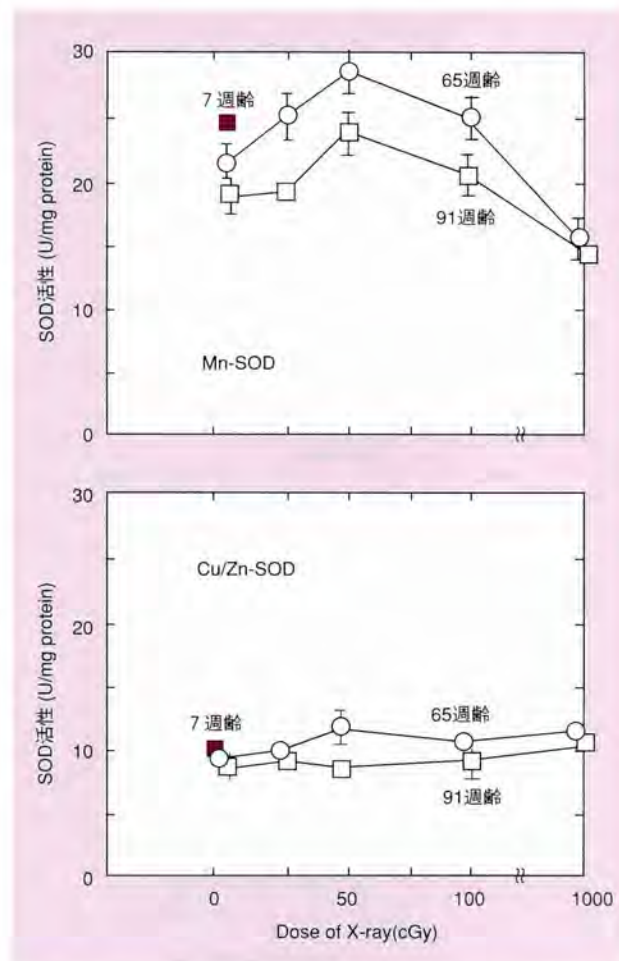 30
20
10
0
SOD活性 (U/mg protein)
7 週齢
65週齢
91週齢
Mn-SOD
30
20
10
0
SOD活性 (U/mg protein)
Cu/Zn-SOD
7 週齢
65週齢
91週齢
0 50 100 1000
Dose of X-ray(cGy)